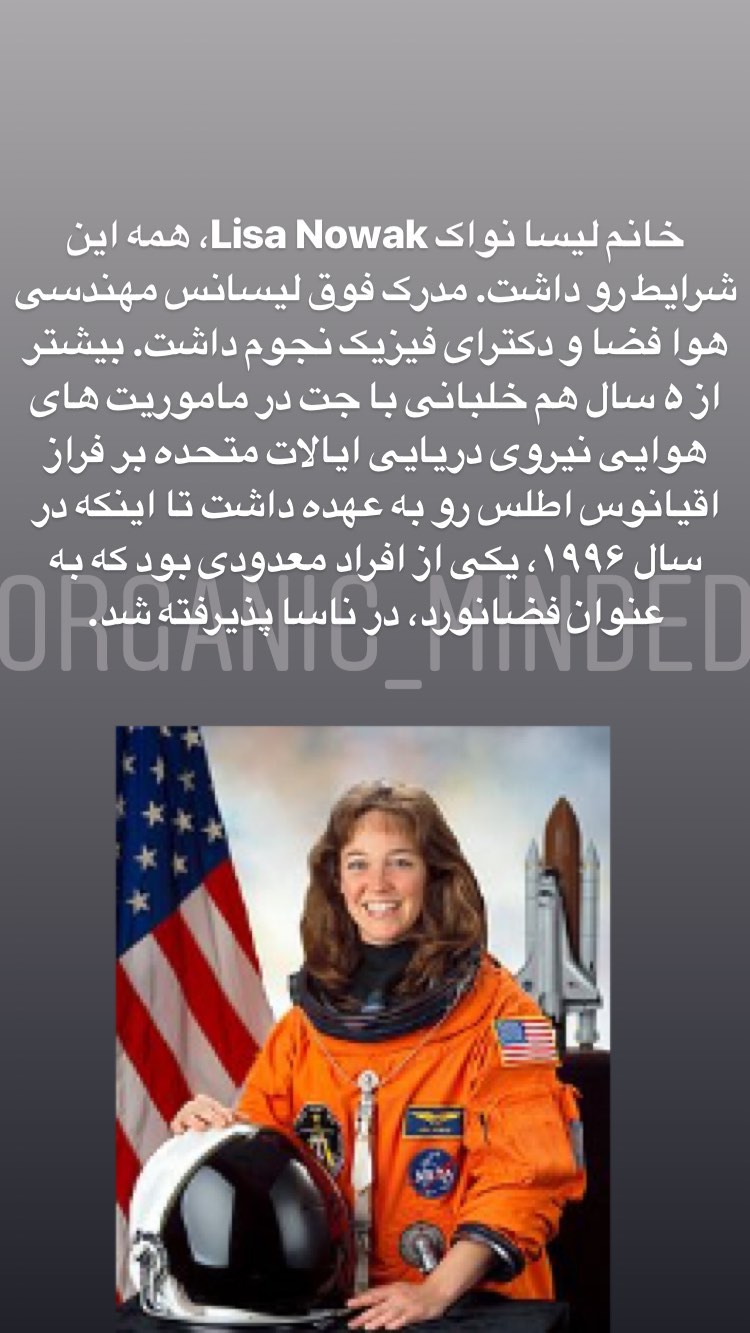 خانم لیسا نواک Lisa Nowak، همه این
شرایط رو داشت. مدرک فوق لیسانس مهندسی
هوا فضا و دکترای فیزیک نجوم داشت. بیشتر
از ۵ سال هم خلبانی با جت در ماموریت های
هوایی نیروی دریایی ایالات متحده بر فراز
اقیانوس اطلس رو به عهده داشت تا اینکه در
سال ۱۹۹۶، یکی از افراد معدودی بود که به
عنوان فضانورد، در ناسا پذیرفته شد.
ORGANIC_MINDED
NASA